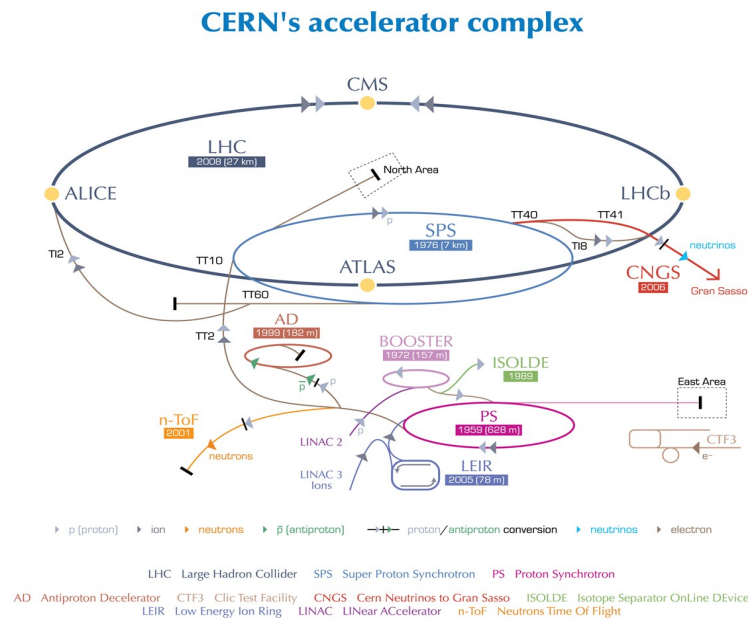 CERN's accelerator complex
CMS
LHC
2008 (27 km)
North Area
ALICE
LHCb
TT40
TT41
SPS
1976 (7 km)
p
TI8
TI2
TT10
ATLAS
neutrinos
CNGS
2006
Gran Sasso
TT60
AD
1999 (182 m)
TT2
BOOSTER
1972 (157 m)
ISOLDE
1989
p̅
p
East Area
n-ToF
2001
neutrons
LINAC 2
p
PS
1959 (628 m)
CTF3
e-
LINAC 3
Ions
LEIR
2005 (78 m)
p (proton)
ion
neutrons
p̅ (antiproton)
proton/antiproton conversion
neutrinos
electron
LHC Large Hadron Collider SPS Super Proton Synchrotron PS Proton Synchrotron
AD Antiproton Decelerator CTF3 Clic Test Facility CNGS Cern Neutrinos to Gran Sasso ISOLDE Isotope Separator OnLine DEvice
LEIR Low Energy Ion Ring LINAC LINear ACcelerator n-ToF Neutrons Time Of Flight